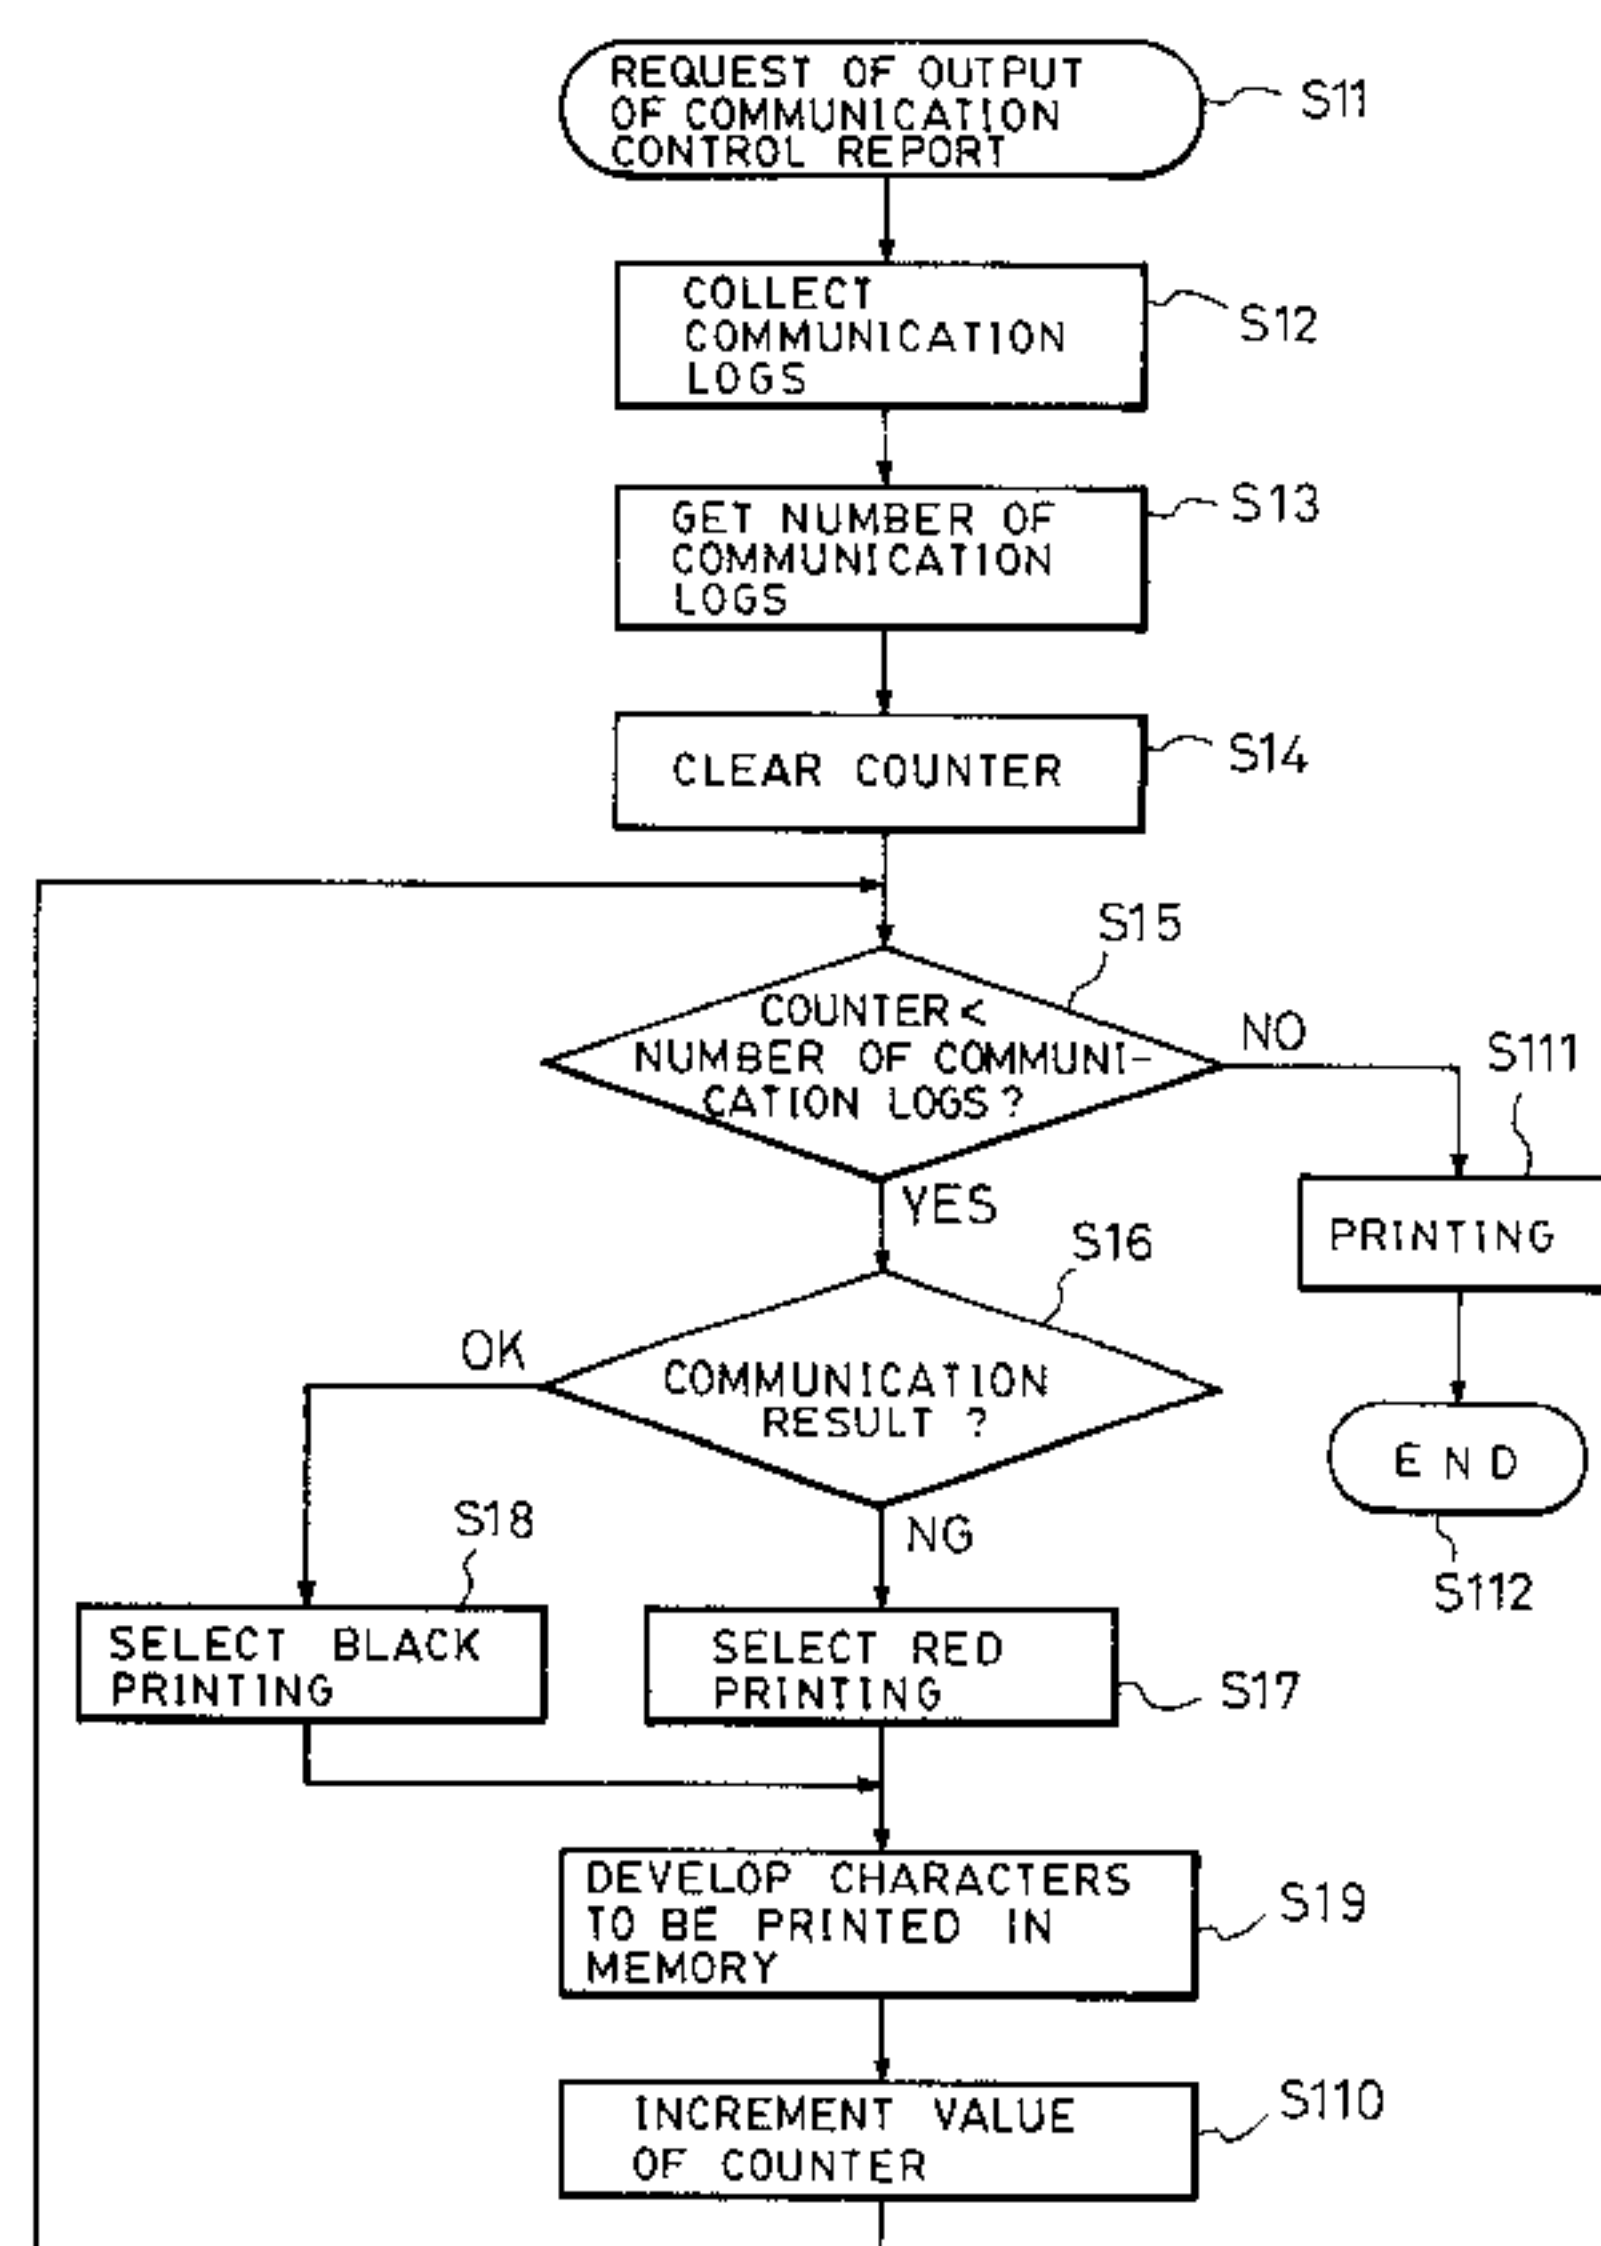 REQUEST OF OUTPUT
OF COMMUNICATION
CONTROL REPORT
S11
COLLECT
COMMUNICATION
LOGS
S12
GET NUMBER OF
COMMUNICATION
LOGS
S13
CLEAR COUNTER
S14
S15
COUNTER <
NUMBER OF COMMUNI-
CATION LOGS ?
NO
S111
YES
PRINTING
S16
OK
COMMUNICATION
RESULT ?
END
NG
S18
S112
SELECT BLACK
PRINTING
SELECT RED
PRINTING
S17
DEVELOP CHARACTERS
TO BE PRINTED IN
MEMORY
S19
INCREMENT VALUE
OF COUNTER
S110